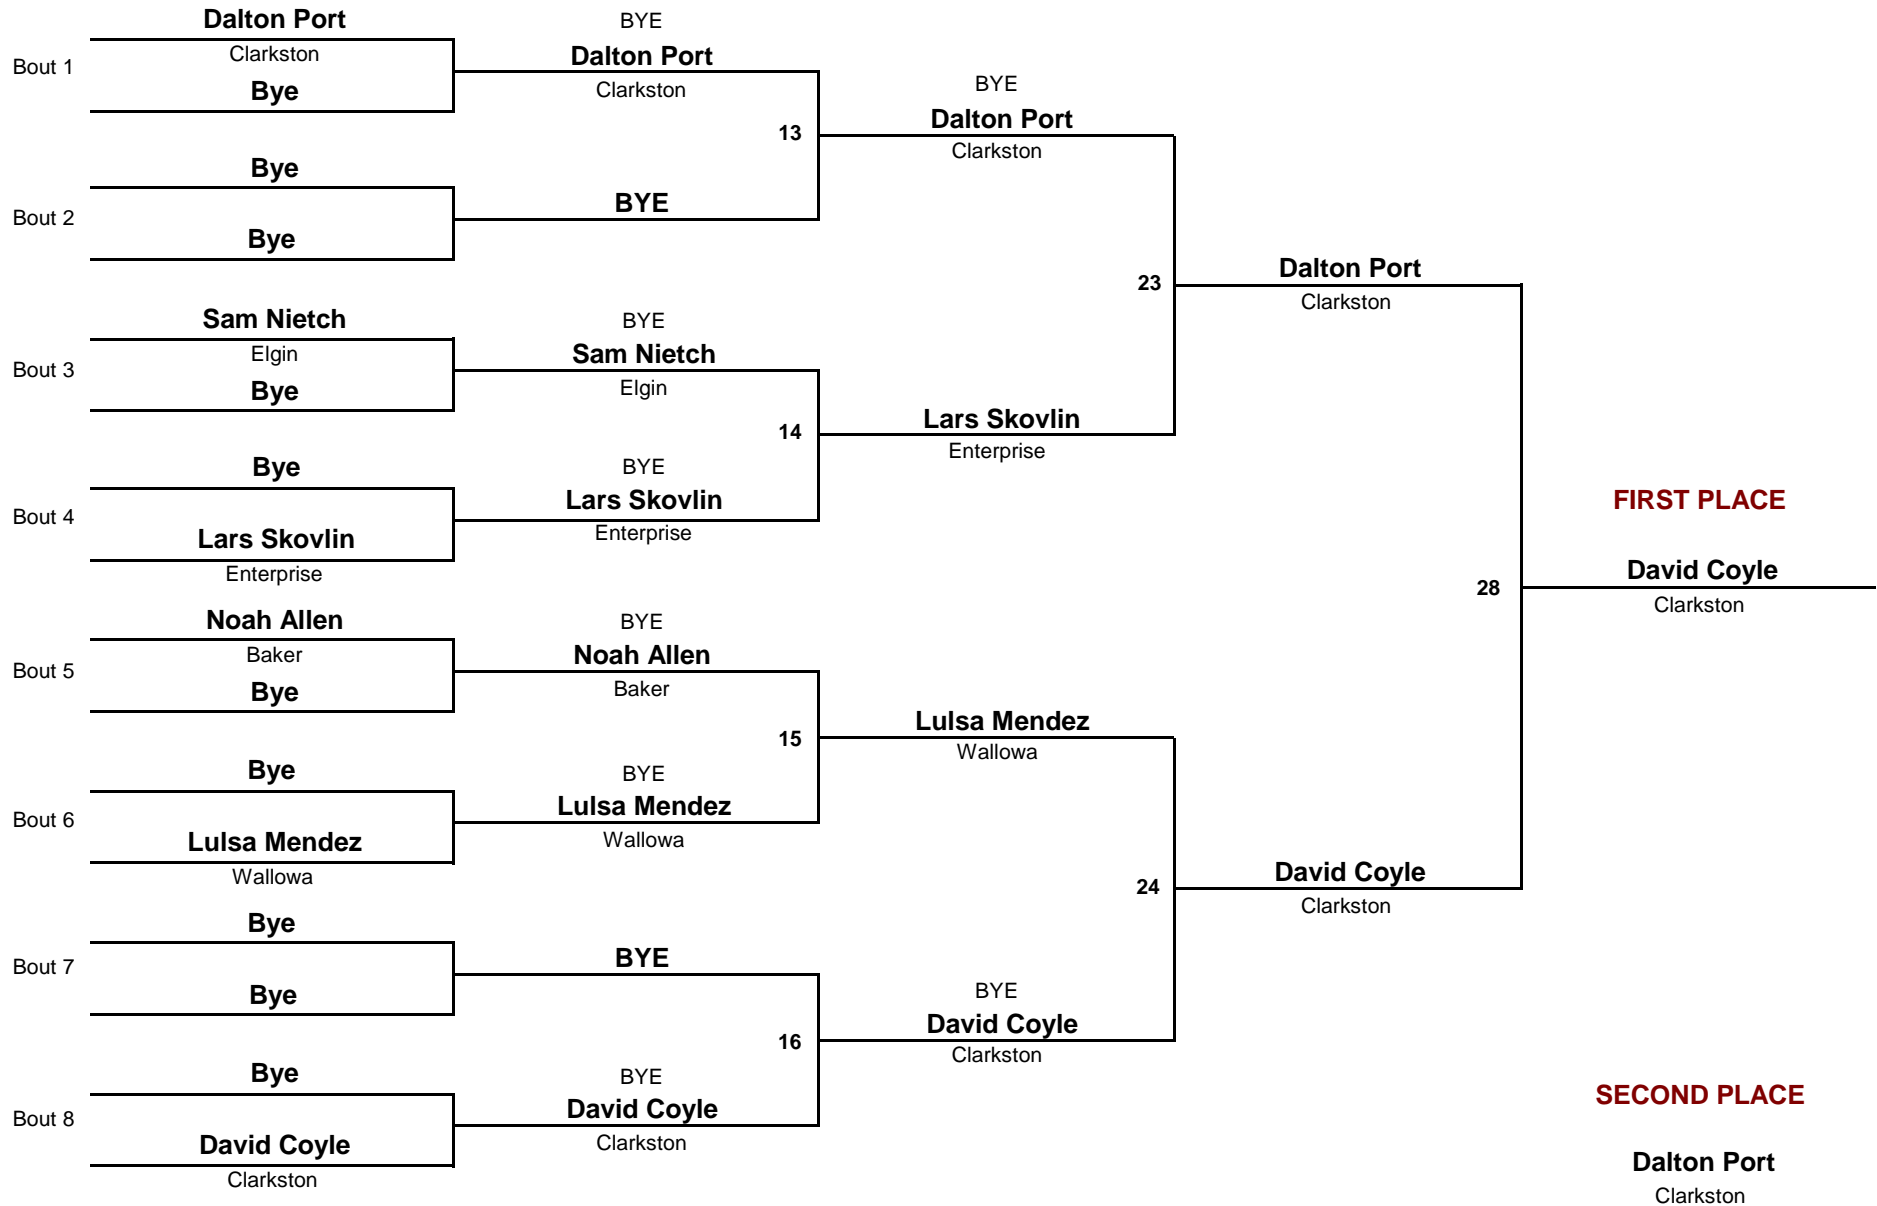 Dalton Port
Clarkston
Bout 1
Bye
Bye
Bout 2
Bye
Sam Nietch
Elgin
Bout 3
Bye
Bye
Bout 4
Lars Skovlin
Enterprise
Noah Allen
Baker
Bout 5
Bye
Bye
Bout 6
Lulsa Mendez
Wallowa
Bye
Bout 7
Bye
Bye
Bout 8
David Coyle
Clarkston
BYE
Dalton Port
Clarkston
13
BYE
BYE
Sam Nietch
Elgin
14
BYE
Lars Skovlin
Enterprise
BYE
Noah Allen
Baker
15
BYE
Lulsa Mendez
Wallowa
BYE
16
BYE
David Coyle
Clarkston
BYE
Dalton Port
Clarkston
23
Lars Skovlin
Enterprise
Lulsa Mendez
Wallowa
24
BYE
David Coyle
Clarkston
Dalton Port
Clarkston
28
David Coyle
Clarkston
FIRST PLACE
David Coyle
Clarkston
SECOND PLACE
Dalton Port
Clarkston